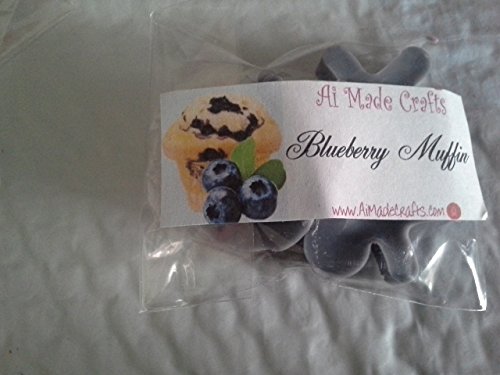 Ai Made Crafts
Blueberry Muffin
www.AiMadeCrafts.com